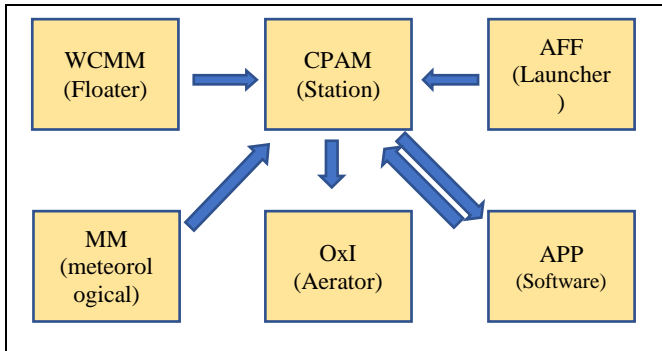 WCMM
(Floater)
CPAM
(Station)
AFF
(Launcher
)
MM
(meteorol
ogical)
OxI
(Aerator)
APP
(Software)